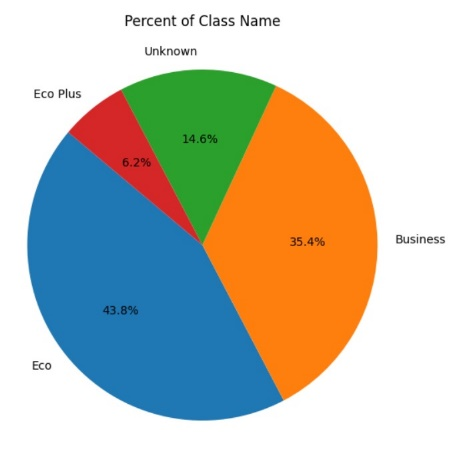 Percent of Class Name
Unknown
Eco Plus
14.6%
6.2%
Business
35.4%
43.8%
Eco